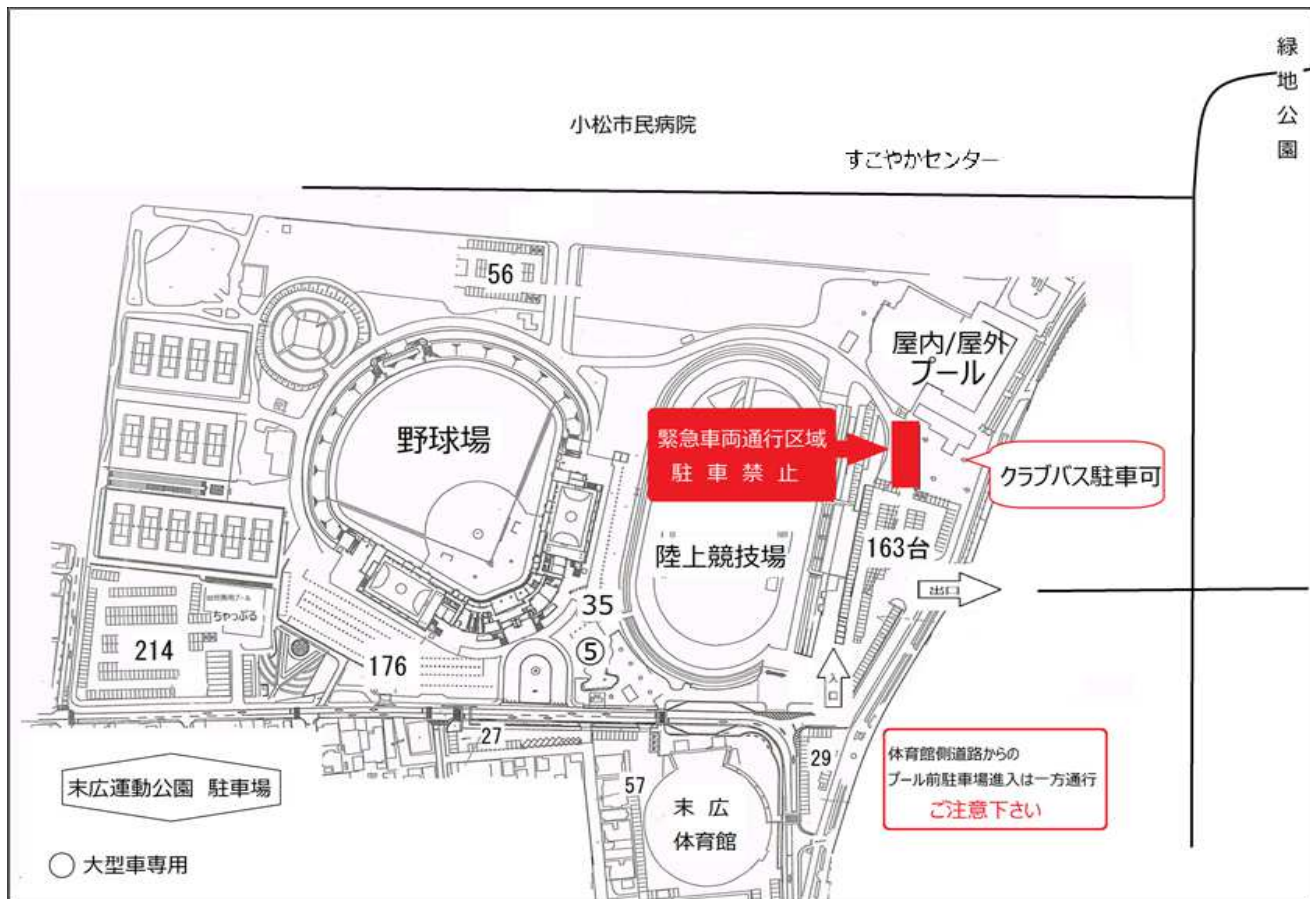 緑地公園
小松市民病院
すこやかセンター
56
屋内/屋外
プール
野球場
緊急車両通行区域
駐車禁止
クラブバス駐車可
陸上競技場
163台
出口
35
⑤
ちゃぷる
214
176
入口
27
29
57
末広
体育館
体育館側道路からの
プール前駐車場進入は一方通行
ご注意下さい
末広運動公園 駐車場
○ 大型車専用